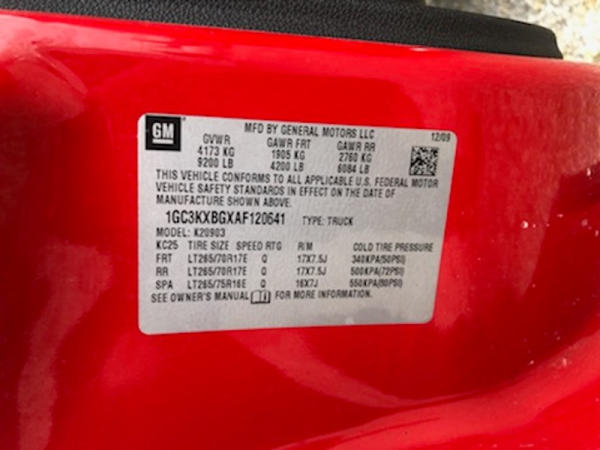 GM
MFD BY GENERAL MOTORS LLC
12/09
GVWR GAWR FRT GAWR RR
4173 KG 1905 KG 2760 KG
9200 LB 4200 LB 6084 LB
THIS VEHICLE CONFORMS TO ALL APPLICABLE U.S. FEDERAL MOTOR
VEHICLE SAFETY STANDARDS IN EFFECT ON THE DATE OF
MANUFACTURE SHOWN ABOVE.
1GC3KXBGXAF120641 TYPE: TRUCK
MODEL: K20903
KC25 TIRE SIZE SPEED RTG R/M COLD TIRE PRESSURE
FRT LT265/70R17E Q 17X7.5J 340KPA(50PSI)
RR LT265/70R17E Q 17X7.5J 500KPA(72PSI)
SPA LT265/75R16E Q 16X7J 550KPA(80PSI)
SEE OWNER'S MANUAL FOR MORE INFORMATION.